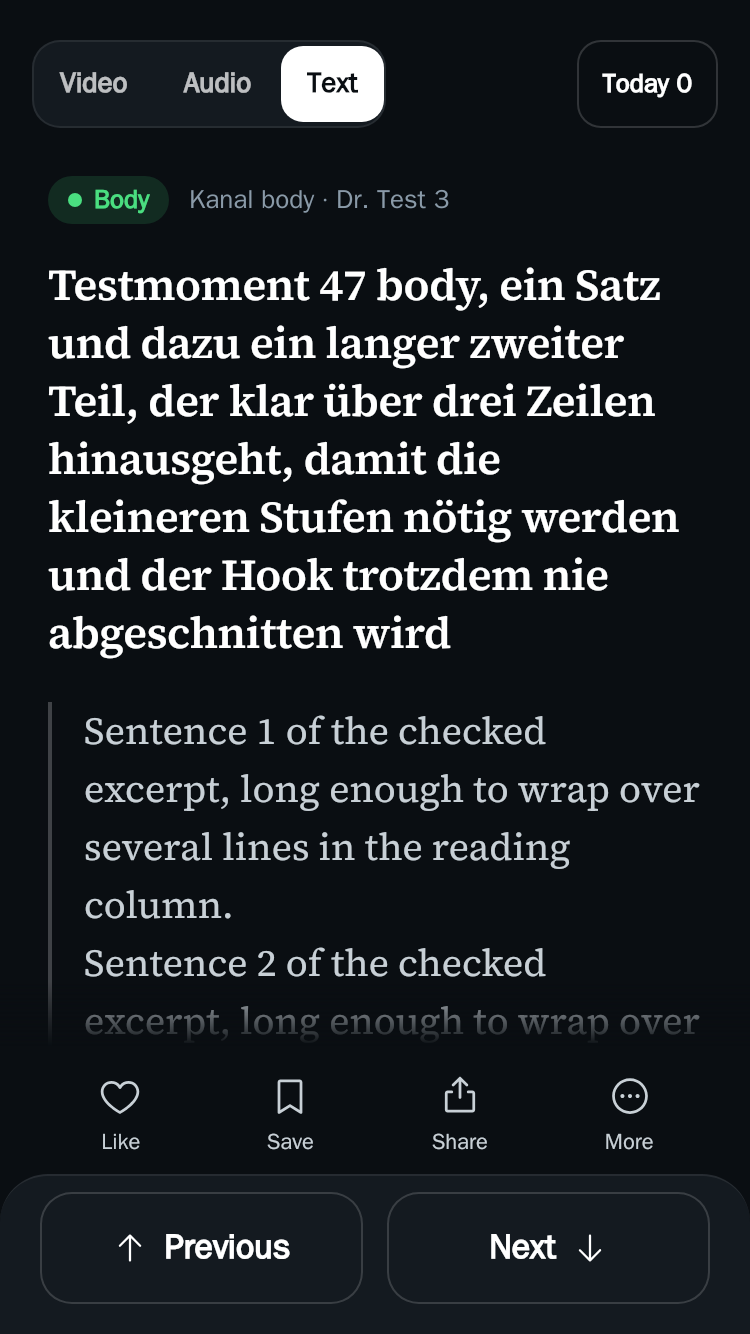 Video Audio Text Today 0
Body Kanal body · Dr. Test 3
Testmoment 47 body, ein Satz
und dazu ein langer zweiter
Teil, der klar über drei Zeilen
hinausgeht, damit die
kleineren Stufen nötig werden
und der Hook trotzdem nie
abgeschnitten wird
Sentence 1 of the checked
excerpt, long enough to wrap over
several lines in the reading
column.
Sentence 2 of the checked
excerpt, long enough to wrap over
Like Save Share More
Previous Next